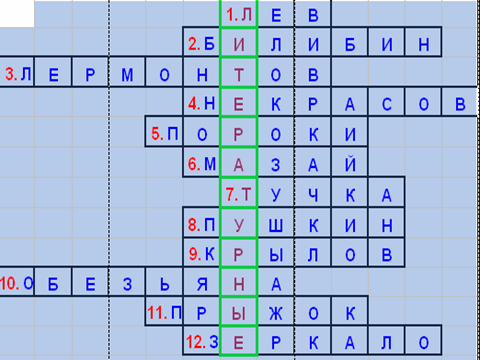 1.Л Е В
2.Б И Л И Б И Н
3.Л Е Р М О Н Т О В
4.Н Е К Р А С О В
5.П О Р О К И
6.М А З А Й
7.Т У Ч К А
8.П У Ш К И Н
9.К Р Ы Л О В
10.О Б Е З Ь Я Н А
11.П Р Ы Ж О К
12.З Е Р К А Л О